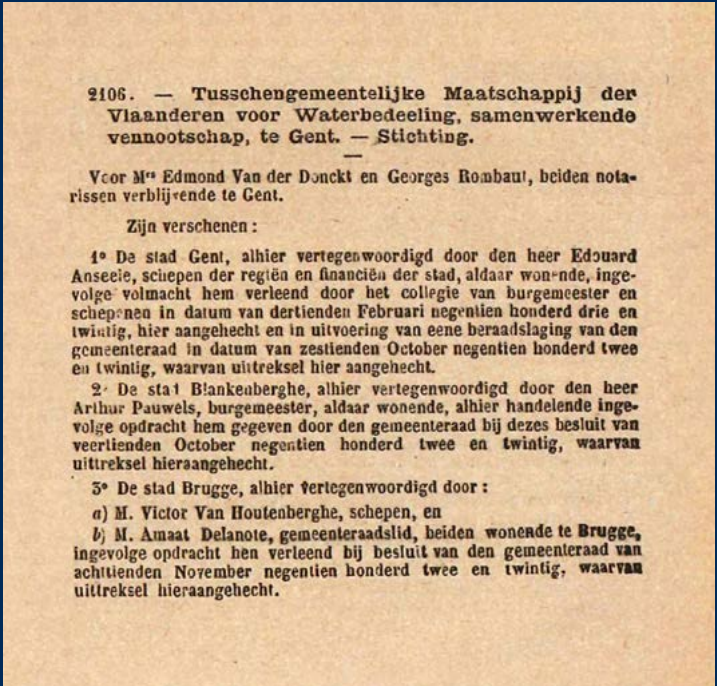 2106. — Tusschengemeentelijke Maatschappij der
Vlaanderen voor Waterbedeeling, samenwerkende
vennootschap, te Gent. — Stichting.
Voor Mrs Edmond Van der Donckt en Georges Rombaut, beiden nota-
rissen verblijvende te Gent.
Zijn verschenen :
1° De stad Gent, alhier vertegenwoordigd door den heer Edouard
Anseele, schepen der regiën en financiën der stad, aldaar wonende, inge-
volge volmacht hem verleend door het collegie van burgemeester en
schepenen in datum van dertienden Februari negentien honderd drie en
twintig, hier aangehecht en in uitvoering van eene beraadslaging van den
gemeenteraad in datum van zestienden October negentien honderd twee
en twintig, waarvan uittreksel hier aangehecht.
2° De stad Blankenberghe, alhier vertegenwoordigd door den heer
Arthur Pauwels, burgemeester, aldaar wonende, alhier handelende inge-
volge opdracht hem gegeven door den gemeenteraad bij dezes besluit van
veertienden October negentien honderd twee en twintig, waarvan
uittreksel hieraangehecht.
3° De stad Brugge, alhier vertegenwoordigd door :
a) M. Victor Van Houtenberghe, schepen, en
b) M. Amaat Delanote, gemeenteraadslid, beiden wonende te Brugge,
ingevolge opdracht hen verleend bij besluit van den gemeenteraad van
achttienden November negentien honderd twee en twintig, waarvan
uittreksel hieraangehecht.